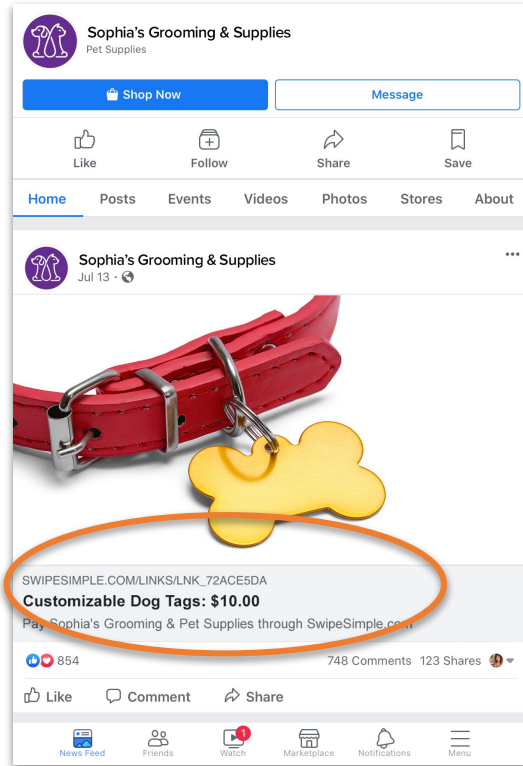 Sophia's Grooming & Supplies
Pet Supplies
Shop Now
Message
Like
Follow
Share
Save
Home Posts Events Videos Photos Stores About
Sophia's Grooming & Supplies
Jul 13 ·
SWIPESIMPLE.COM/LINKS/LNK_72ACE5DA
Customizable Dog Tags: $10.00
Pay Sophia's Grooming & Pet Supplies through SwipeSimple.com
854
748 Comments 123 Shares
Like Comment Share
1
News Feed Friends Watch Marketplace Notifications Menu